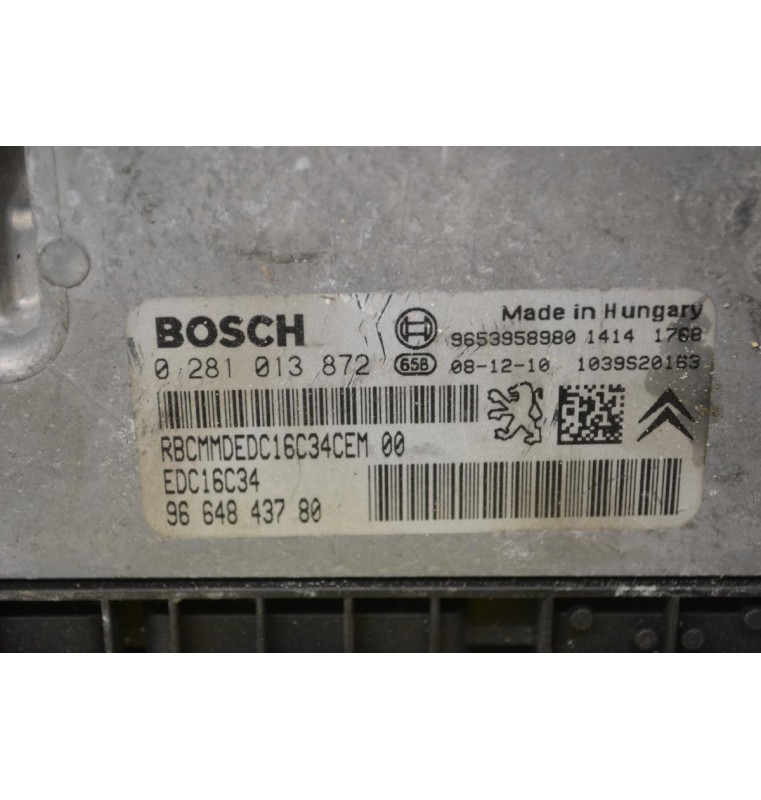 BOSCH
Made in Hungary
9653958980 1414 1768
0 281 013 872 65B 08-12-10 1039S20163
RBCMMDEDC16C34CEM 00
EDC16C34
96 648 437 80